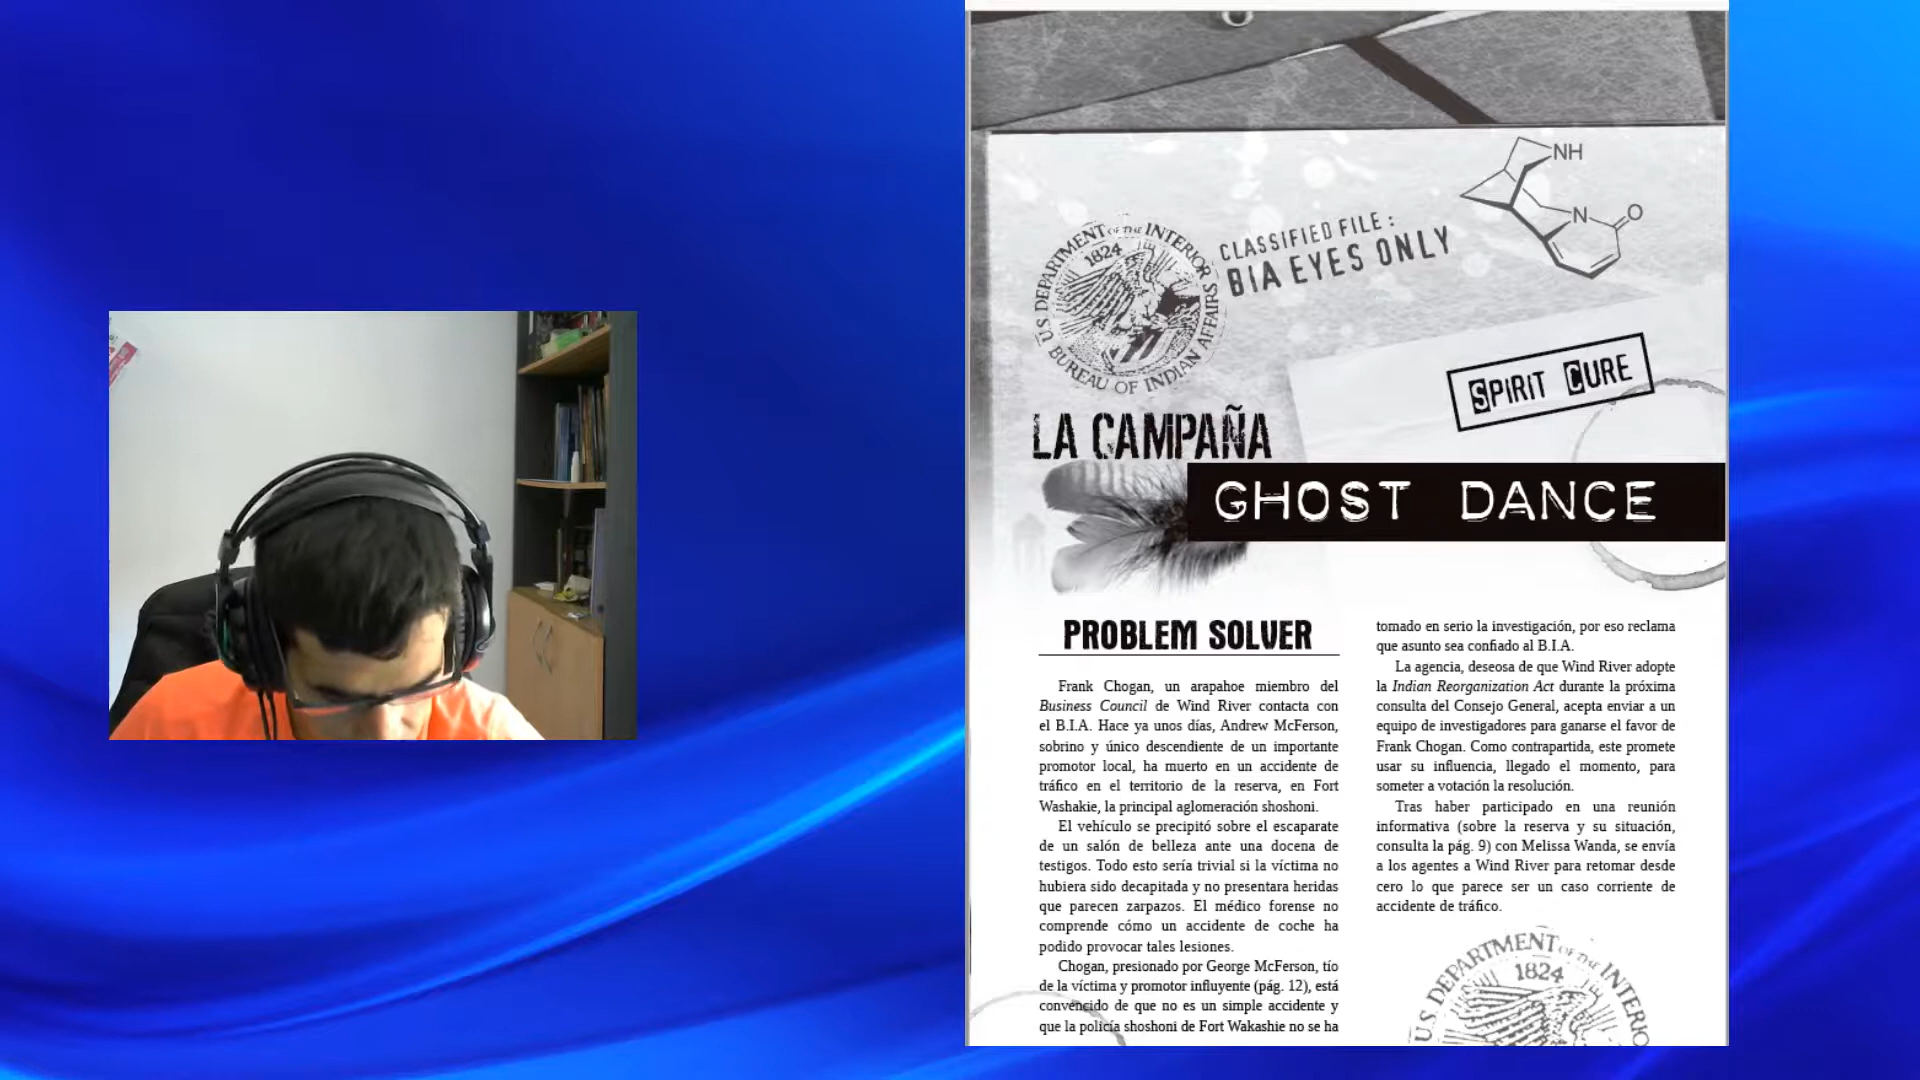 NH
N
O
CLASSIFIED FILE :
BIA EYES ONLY
U.S. DEPARTMENT OF THE INTERIOR
1824
BUREAU OF INDIAN AFFAIRS
SPIRIT CURE
LA CAMPAÑA
GHOST DANCE
PROBLEM SOLVER
Frank Chogan, un arapahoe miembro del
Business Council de Wind River contacta con
el B.I.A. Hace ya unos días, Andrew McFerson,
sobrino y único descendiente de un importante
promotor local, ha muerto en un accidente de
tráfico en el territorio de la reserva, en Fort
Washakie, la principal aglomeración shoshoni.
El vehículo se precipitó sobre el escaparate
de un salón de belleza ante una docena de
testigos. Todo esto sería trivial si la víctima no
hubiera sido decapitada y no presentara heridas
que parecen zarpazos. El médico forense no
comprende cómo un accidente de coche ha
podido provocar tales lesiones.
Chogan, presionado por George McFerson, tío
de la víctima y promotor influyente (pág. 12), está
convencido de que no es un simple accidente y
que la policía shoshoni de Fort Wakashie no se ha
tomado en serio la investigación, por eso reclama
que asunto sea confiado al B.I.A.
La agencia, deseosa de que Wind River adopte
la Indian Reorganization Act durante la próxima
consulta del Consejo General, acepta enviar a un
equipo de investigadores para ganarse el favor de
Frank Chogan. Como contrapartida, este promete
usar su influencia, llegado el momento, para
someter a votación la resolución.
Tras haber participado en una reunión
informativa (sobre la reserva y su situación,
consulta la pág. 9) con Melissa Wanda, se envía
a los agentes a Wind River para retomar desde
cero lo que parece ser un caso corriente de
accidente de tráfico.
U.S. DEPARTMENT OF THE INTERIOR
1824